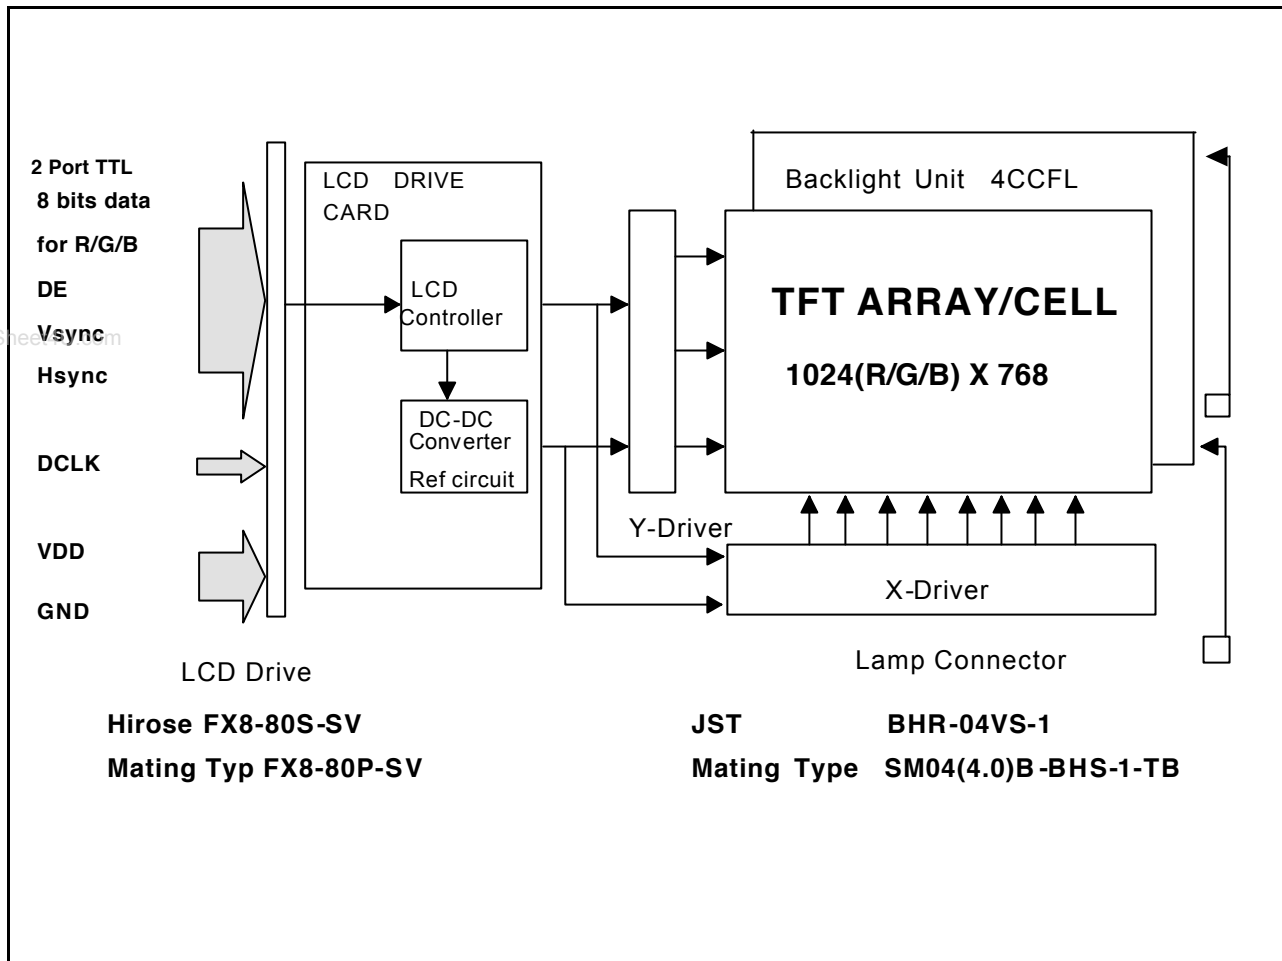 2 Port TTL
8 bits data
for R/G/B
DE
Vsync
Hsync
DCLK
VDD
GND
LCD DRIVE
CARD
LCD
Controller
DC-DC
Converter
Ref circuit
Backlight Unit 4CCFL
TFT ARRAY/CELL
1024(R/G/B) X 768
Y-Driver
X-Driver
LCD Drive
Lamp Connector
Hirose FX8-80S-SV
JST BHR-04VS-1
Mating Typ FX8-80P-SV
Mating Type SM04(4.0)B-BHS-1-TB